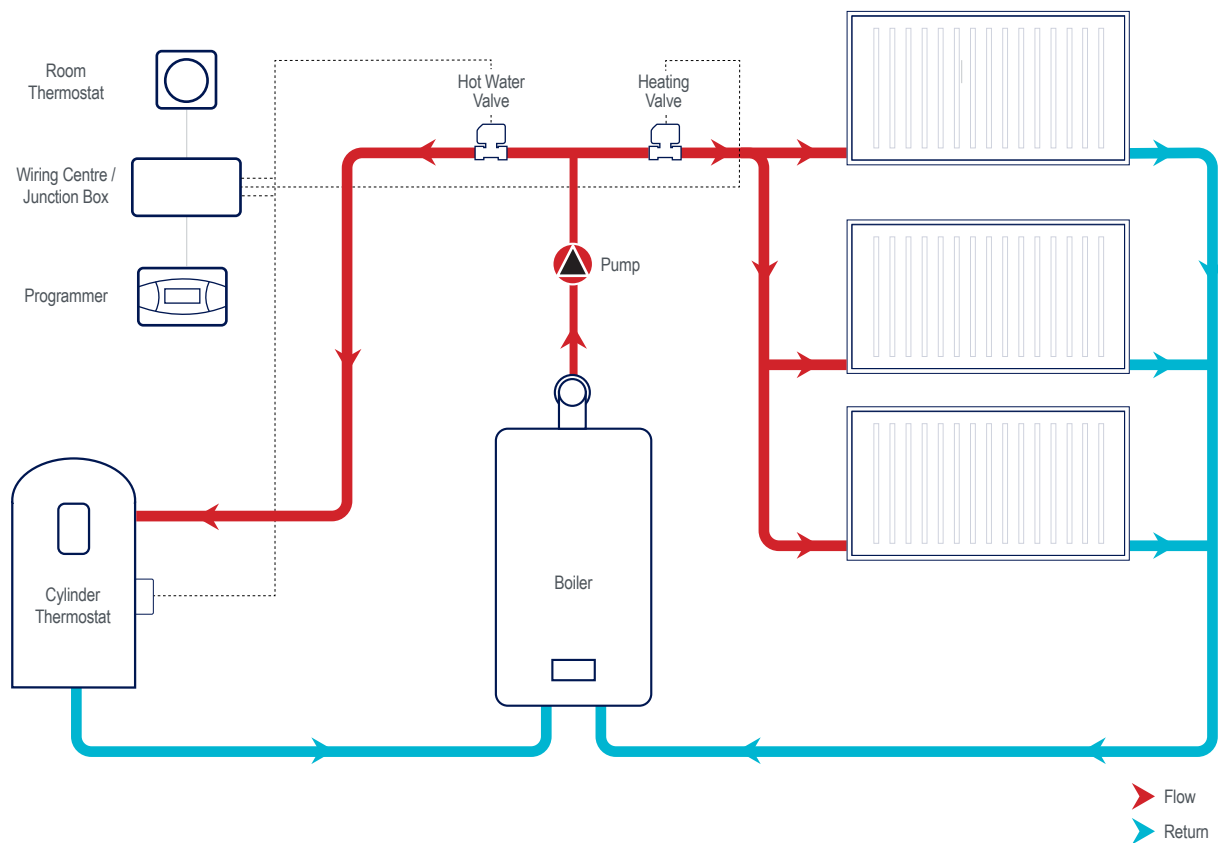 Room
Thermostat
Hot Water
Valve
Heating
Valve
Wiring Centre /
Junction Box
Pump
Programmer
Boiler
Cylinder
Thermostat
Flow
Return